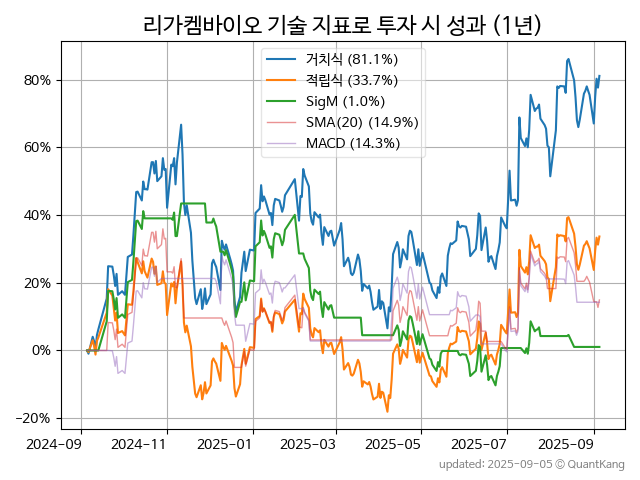 리가켐바이오 기술 지표로 투자 시 성과 (1년)
거치식 (81.1%)
적립식 (33.7%)
SigM (1.0%)
SMA(20) (14.9%)
MACD (14.3%)
80%
60%
40%
20%
0%
−20%
2024-09 2024-11 2025-01 2025-03 2025-05 2025-07 2025-09
updated: 2025-09-05 © QuantKang